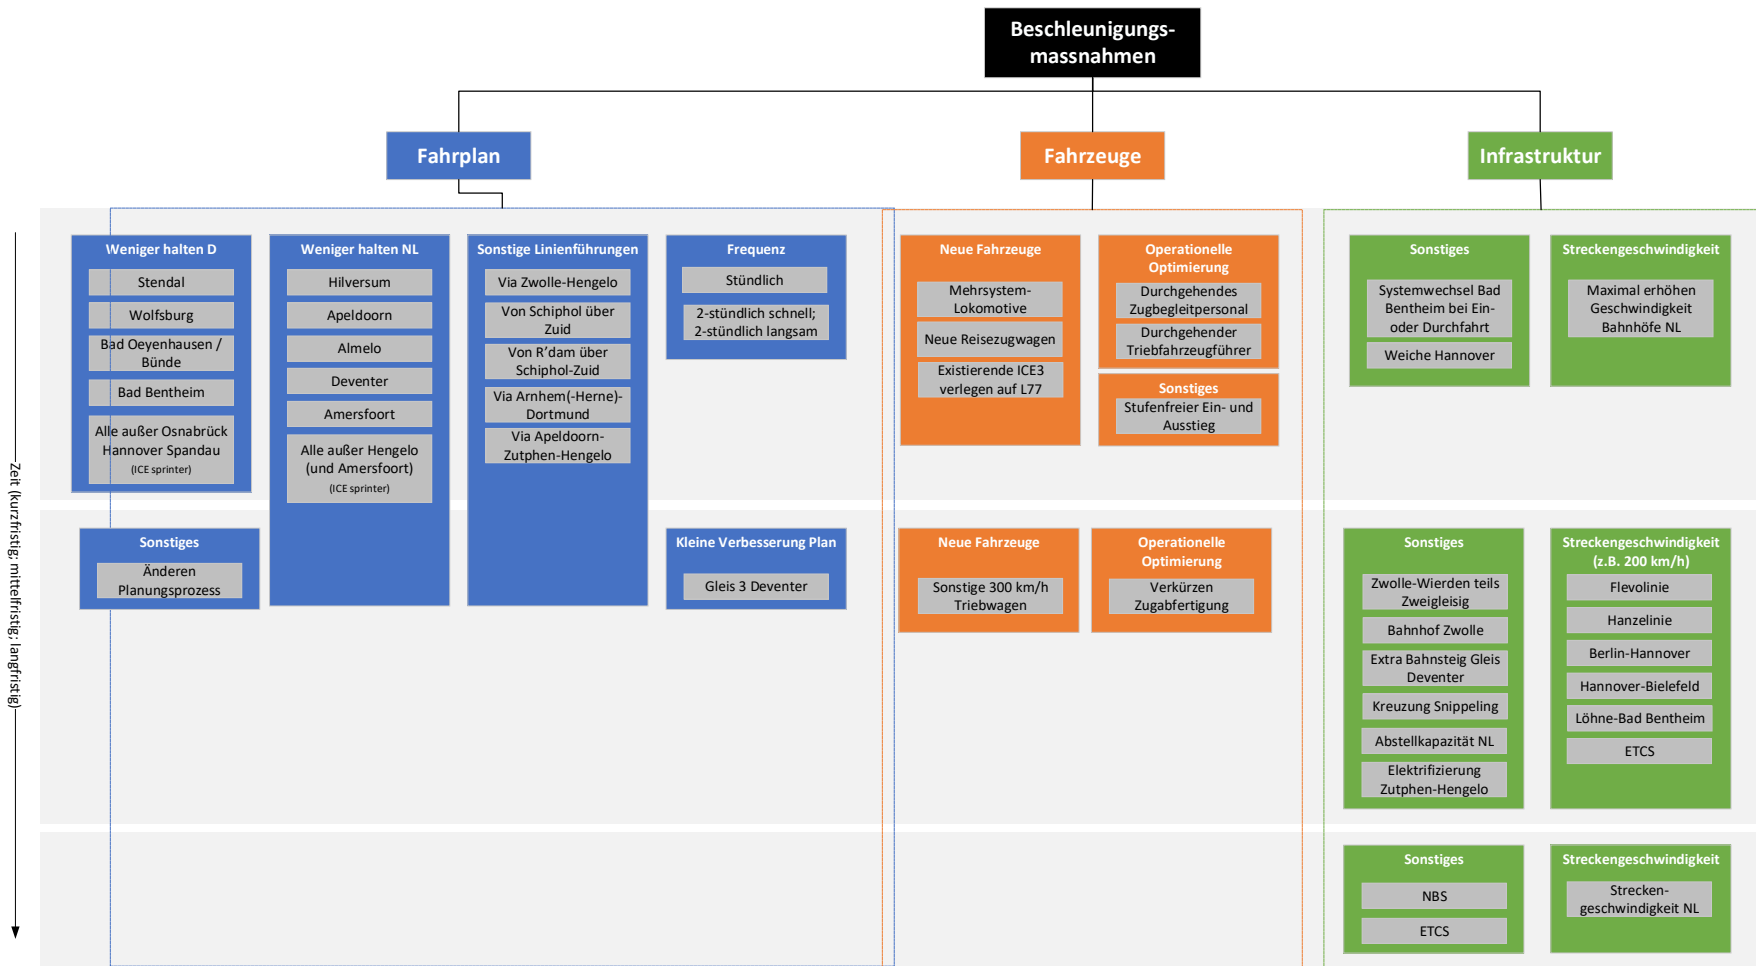 Beschleunigungs-
massnahmen
Fahrplan
Fahrzeuge
Infrastruktur
Zeit (kurzfristig; mittelfristig; langfristig)
Weniger halten D
Stendal
Wolfsburg
Bad Oeyenhausen /
Bünde
Bad Bentheim
Alle außer Osnabrück
Hannover Spandau
(ICE sprinter)
Weniger halten NL
Hilversum
Apeldoorn
Almelo
Deventer
Amersfoort
Alle außer Hengelo
(und Amersfoort)
(ICE sprinter)
Sonstige Linienführungen
Via Zwolle-Hengelo
Von Schiphol über
Zuid
Von R'dam über
Schiphol-Zuid
Via Arnhem(-Herne)-
Dortmund
Via Apeldoorn-
Zutphen-Hengelo
Frequenz
Stündlich
2-stündlich schnell;
2-stündlich langsam
Neue Fahrzeuge
Mehrsystem-
Lokomotive
Neue Reisezugwagen
Existierende ICE3
verlegen auf L77
Operationelle
Optimierung
Durchgehendes
Zugbegleitpersonal
Durchgehender
Triebfahrzeugführer
Sonstiges
Stufenfreier Ein- und
Ausstieg
Sonstiges
Systemwechsel Bad
Bentheim bei Ein-
oder Durchfahrt
Weiche Hannover
Streckengeschwindigkeit
Maximal erhöhen
Geschwindigkeit
Bahnhöfe NL
Sonstiges
Änderen
Planungsprozess
Kleine Verbesserung Plan
Gleis 3 Deventer
Neue Fahrzeuge
Sonstige 300 km/h
Triebwagen
Operationelle
Optimierung
Verkürzen
Zugabfertigung
Sonstiges
Zwolle-Wierden teils
Zweigleisig
Bahnhof Zwolle
Extra Bahnsteig Gleis
Deventer
Kreuzung Snippeling
Abstellkapazität NL
Elektrifizierung
Zutphen-Hengelo
Streckengeschwindigkeit
(z.B. 200 km/h)
Flevolinie
Hanzelinie
Berlin-Hannover
Hannover-Bielefeld
Löhne-Bad Bentheim
ETCS
Sonstiges
NBS
ETCS
Streckengeschwindigkeit
Strecken-
geschwindigkeit NL